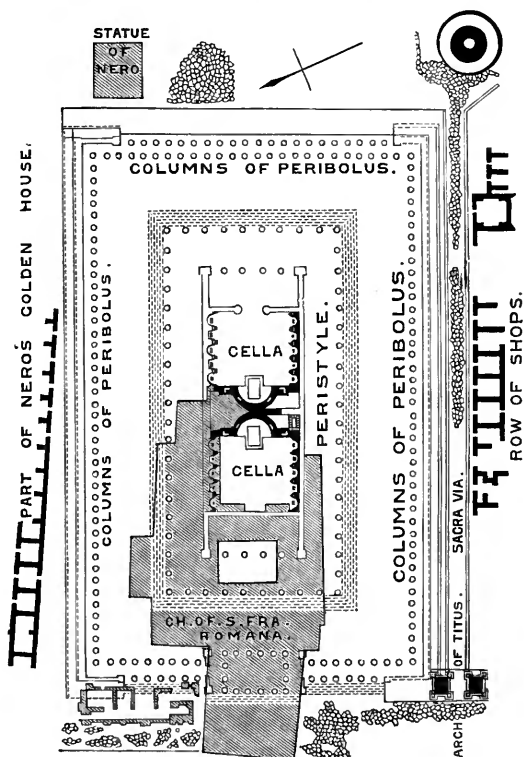 STATUE
OF
NERO
COLUMNS OF PERIBOLUS.
PART OF NERO'S GOLDEN HOUSE.
COLUMNS OF PERIBOLUS.
CELLA
PERISTYLE.
CELLA
COLUMNS OF PERIBOLUS.
ROW OF SHOPS.
CH. OF. S. FRA.
ROMANA.
ARCH OF TITUS. SACRA VIA.